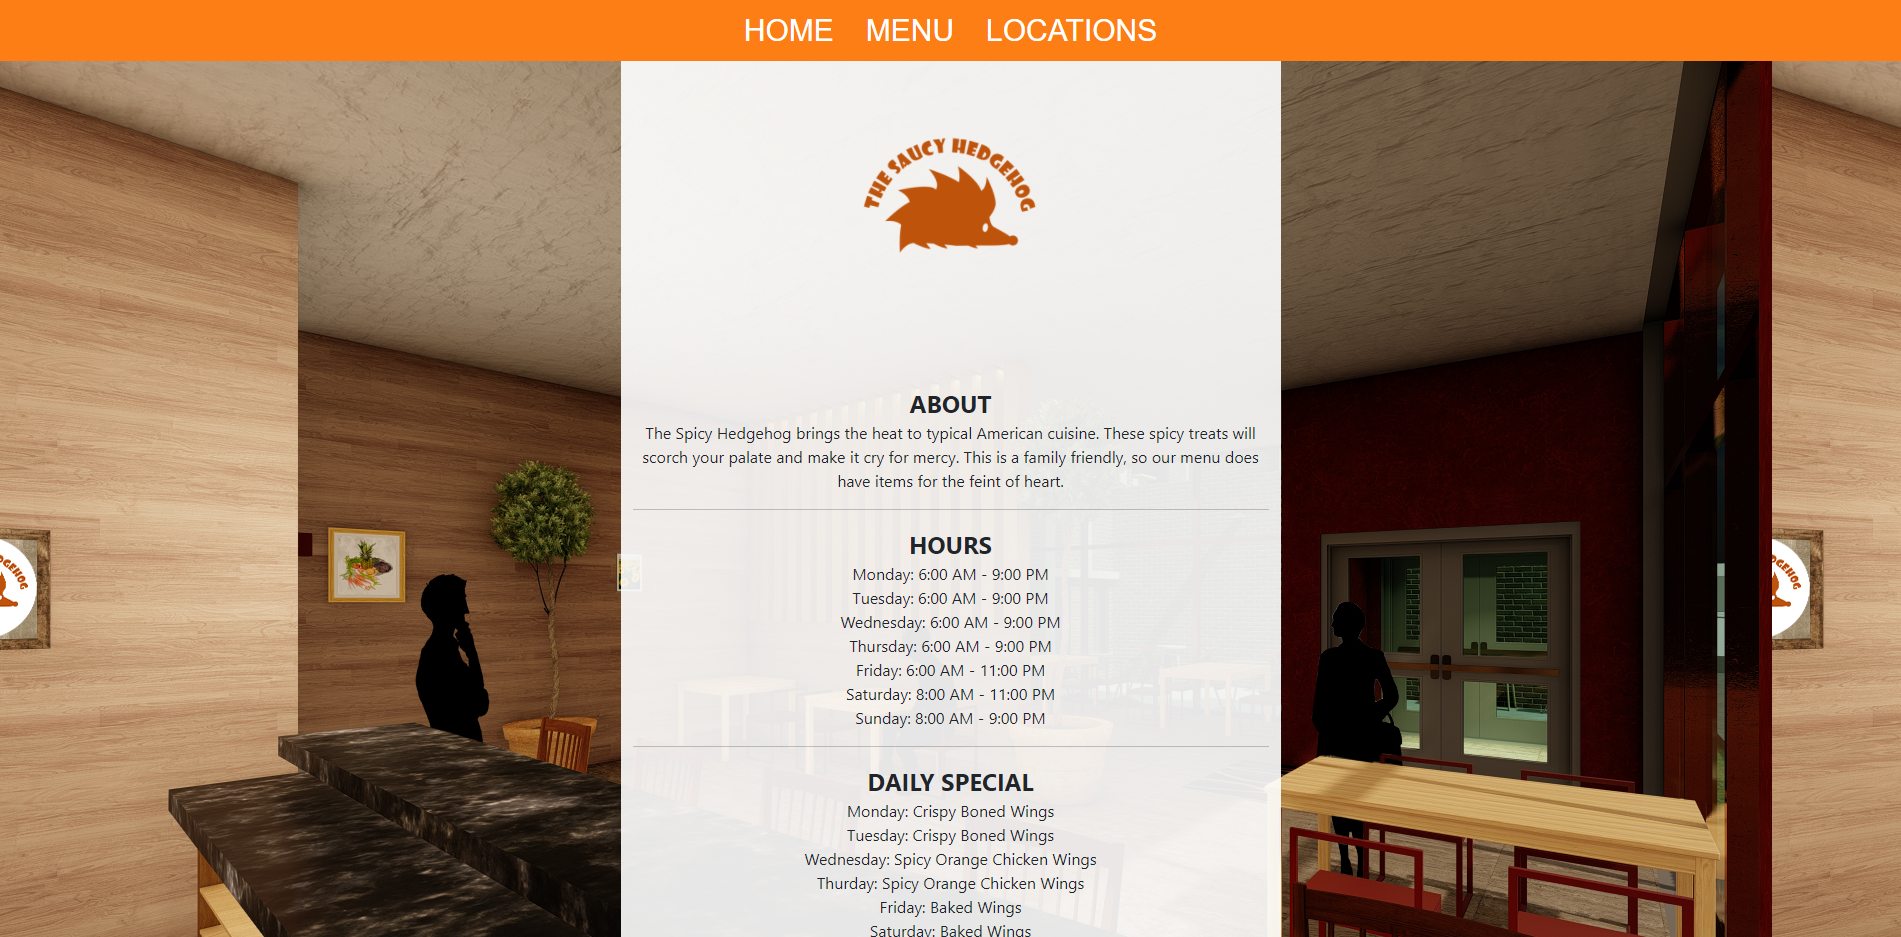 HOME MENU LOCATIONS
THE SAUCY HEDGEHOG
ABOUT
The Spicy Hedgehog brings the heat to typical American cuisine. These spicy treats will
scorch your palate and make it cry for mercy. This is a family friendly, so our menu does
have items for the feint of heart.
HOURS
Monday: 6:00 AM - 9:00 PM
Tuesday: 6:00 AM - 9:00 PM
Wednesday: 6:00 AM - 9:00 PM
Thursday: 6:00 AM - 9:00 PM
Friday: 6:00 AM - 11:00 PM
Saturday: 8:00 AM - 11:00 PM
Sunday: 8:00 AM - 9:00 PM
DAILY SPECIAL
Monday: Crispy Boned Wings
Tuesday: Crispy Boned Wings
Wednesday: Spicy Orange Chicken Wings
Thurday: Spicy Orange Chicken Wings
Friday: Baked Wings
Saturday: Baked Wings